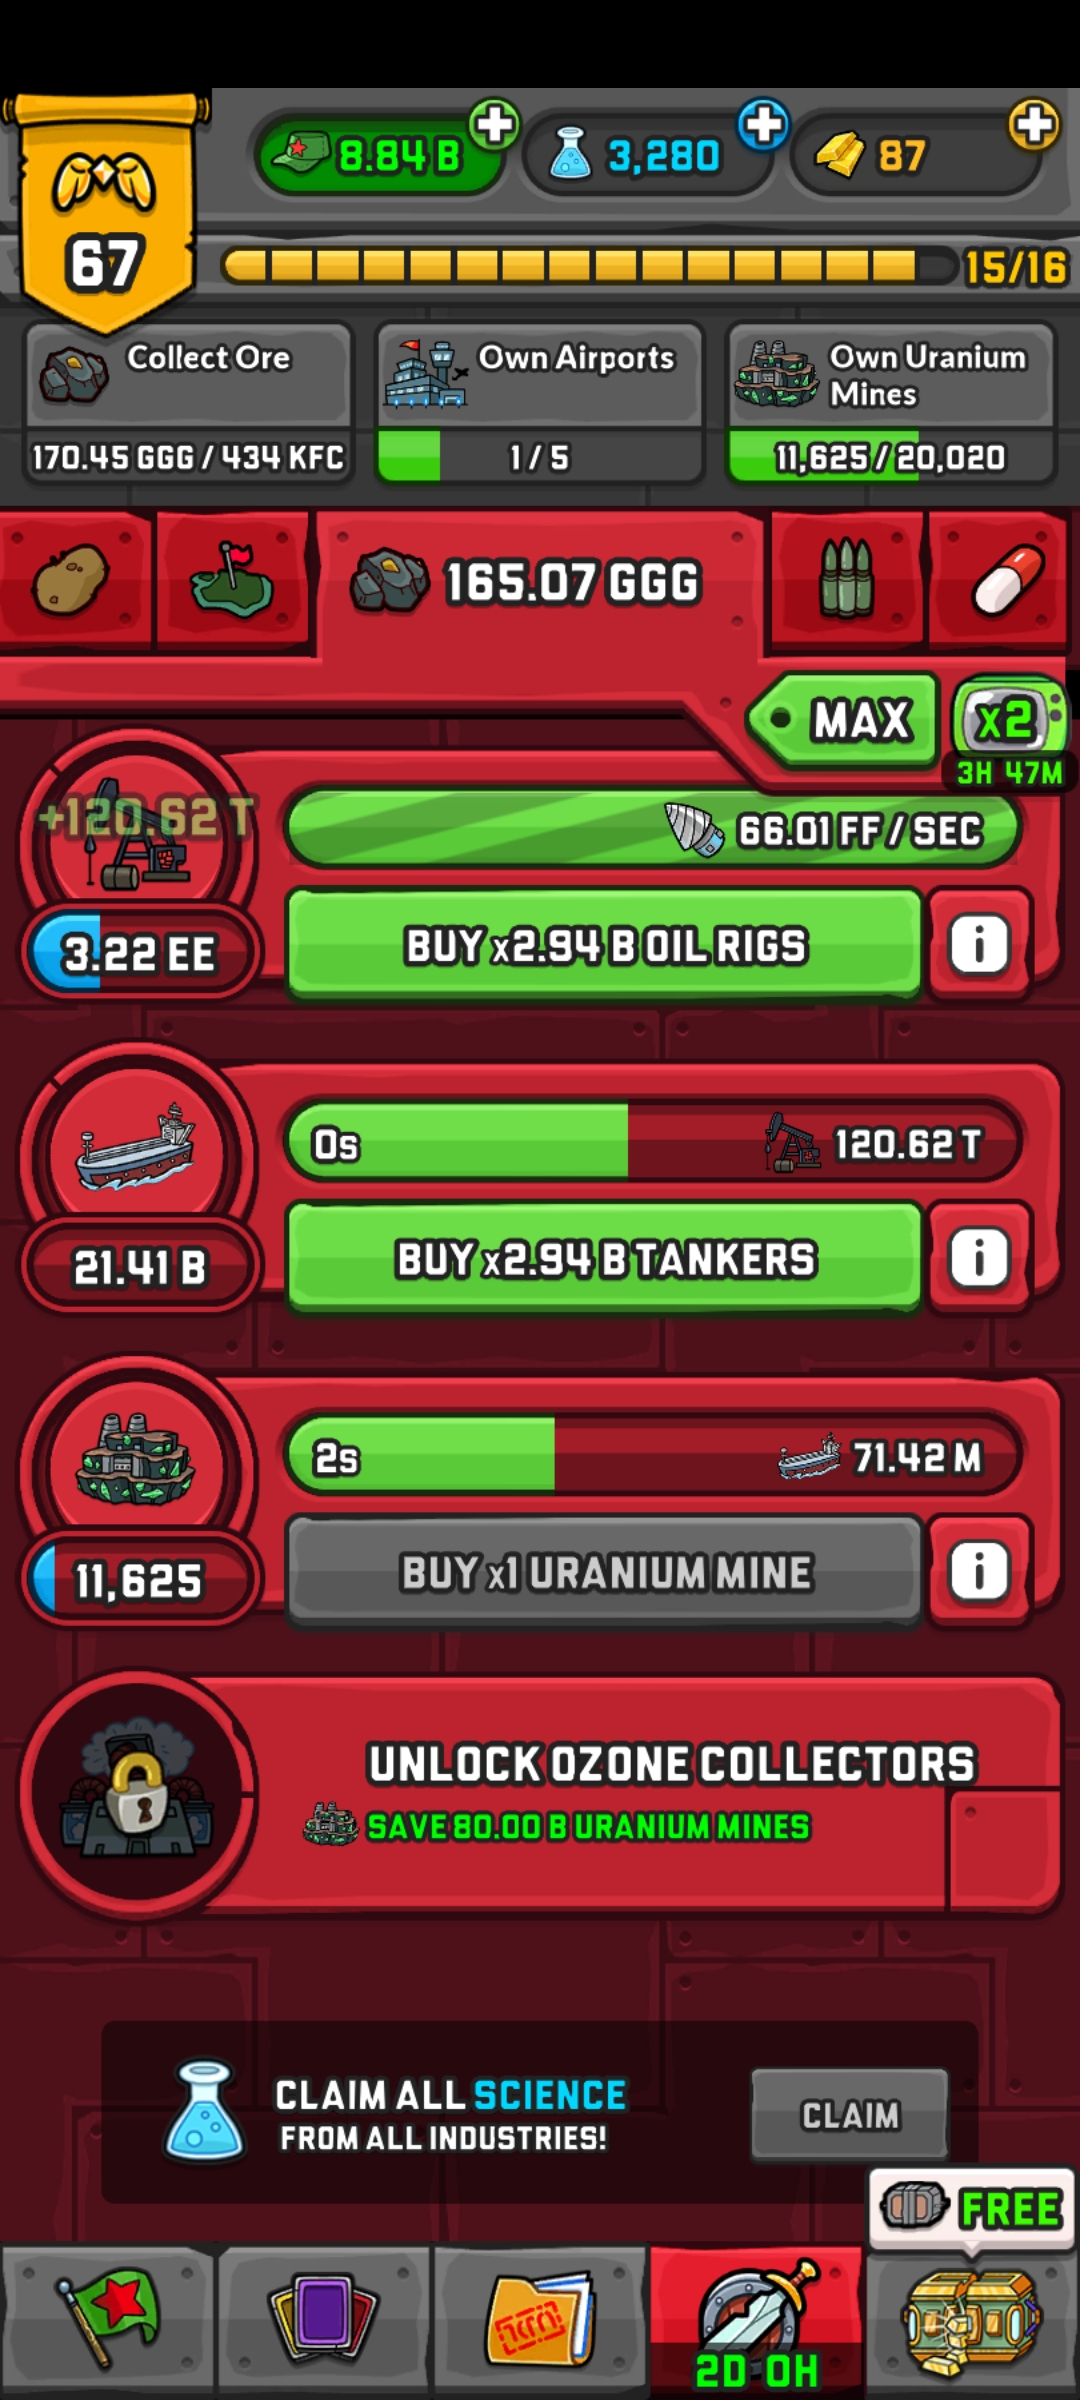 8.84 B
3,280
87
67
15/16
Collect Ore
170.45 GGG / 434 KFC
Own Airports
1 / 5
Own Uranium
Mines
11,625 / 20,020
165.07 GGG
MAX
x2
3H 47M
+120.62 T
66.01 FF / SEC
3.22 EE
BUY x2.94 B OIL RIGS
i
0s
120.62 T
21.41 B
BUY x2.94 B TANKERS
i
2s
71.42 M
11,625
BUY x1 URANIUM MINE
i
UNLOCK OZONE COLLECTORS
SAVE 80.00 B URANIUM MINES
CLAIM ALL SCIENCE
FROM ALL INDUSTRIES!
CLAIM
FREE
2D 0H